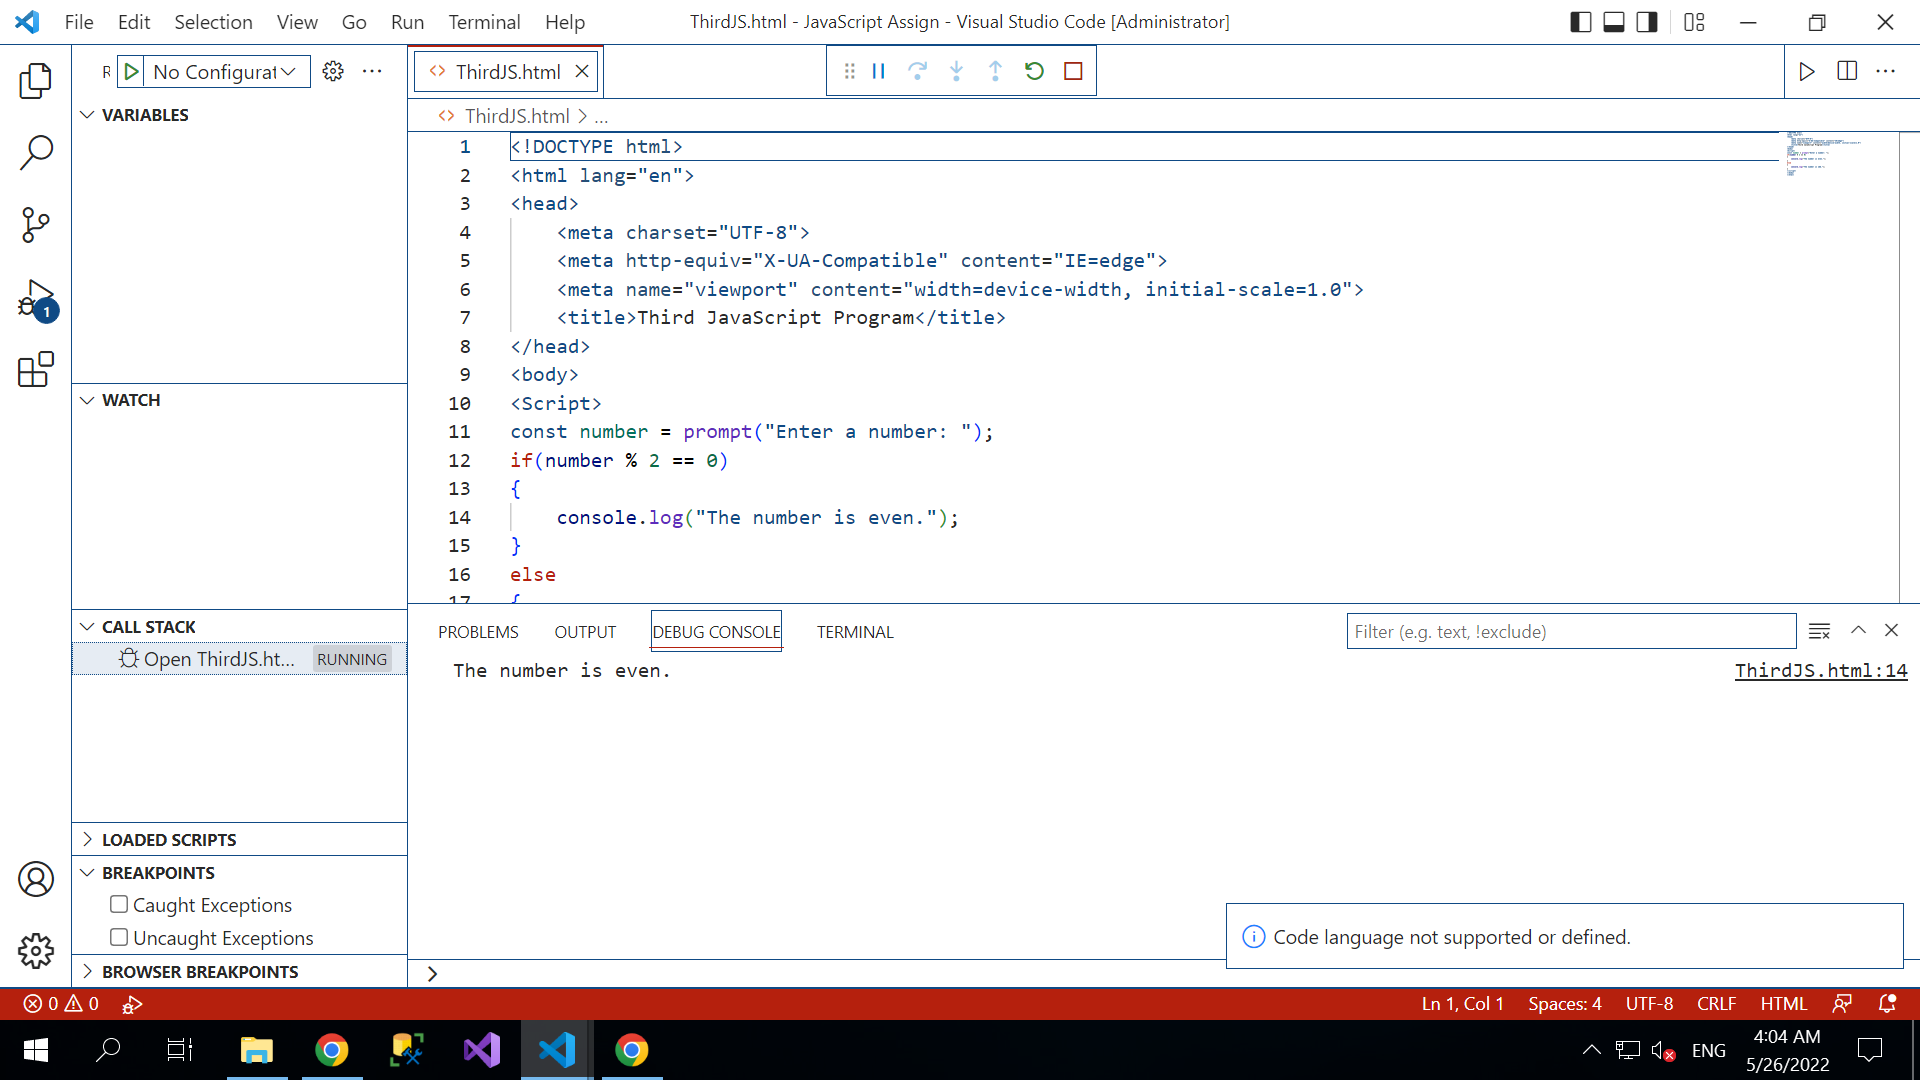 File Edit Selection View Go Run Terminal Help
ThirdJS.html - JavaScript Assign - Visual Studio Code [Administrator]
R No Configurat
ThirdJS.html
VARIABLES
WATCH
CALL STACK
Open ThirdJS.ht... RUNNING
LOADED SCRIPTS
BREAKPOINTS
Caught Exceptions
Uncaught Exceptions
BROWSER BREAKPOINTS
1
ThirdJS.html > ...
1 <!DOCTYPE html>
2 <html lang="en">
3 <head>
4 <meta charset="UTF-8">
5 <meta http-equiv="X-UA-Compatible" content="IE=edge">
6 <meta name="viewport" content="width=device-width, initial-scale=1.0">
7 <title>Third JavaScript Program</title>
8 </head>
9 <body>
10 <Script>
11 const number = prompt("Enter a number: ");
12 if(number % 2 == 0)
13 {
14 console.log("The number is even.");
15 }
16 else
17 {
PROBLEMS OUTPUT DEBUG CONSOLE TERMINAL
Filter (e.g. text, !exclude)
The number is even. ThirdJS.html:14
Code language not supported or defined.
0 0
Ln 1, Col 1 Spaces: 4 UTF-8 CRLF HTML
ENG
4:04 AM
5/26/2022